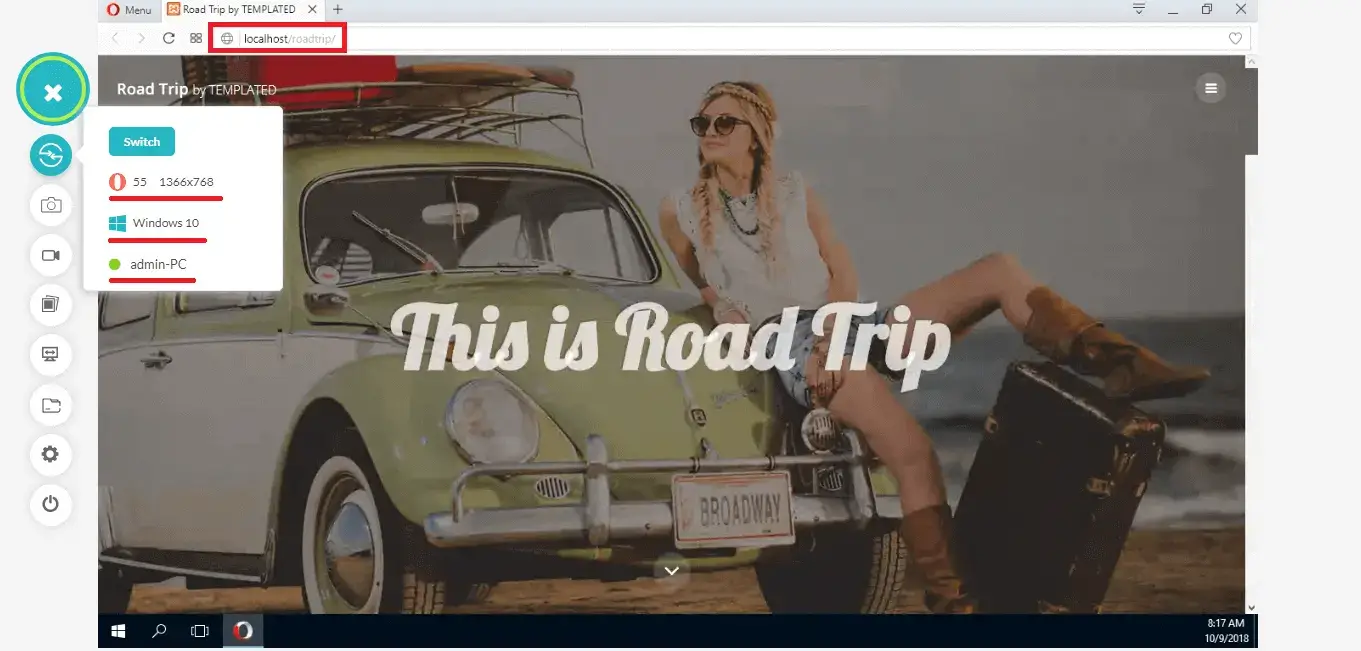 Menu
Road Trip by TEMPLATED
localhost/roadtrip/
Road Trip by TEMPLATED
Switch
55 1366x768
Windows 10
admin-PC
This is Road Trip
BROADWAY
8:17 AM
10/9/2018